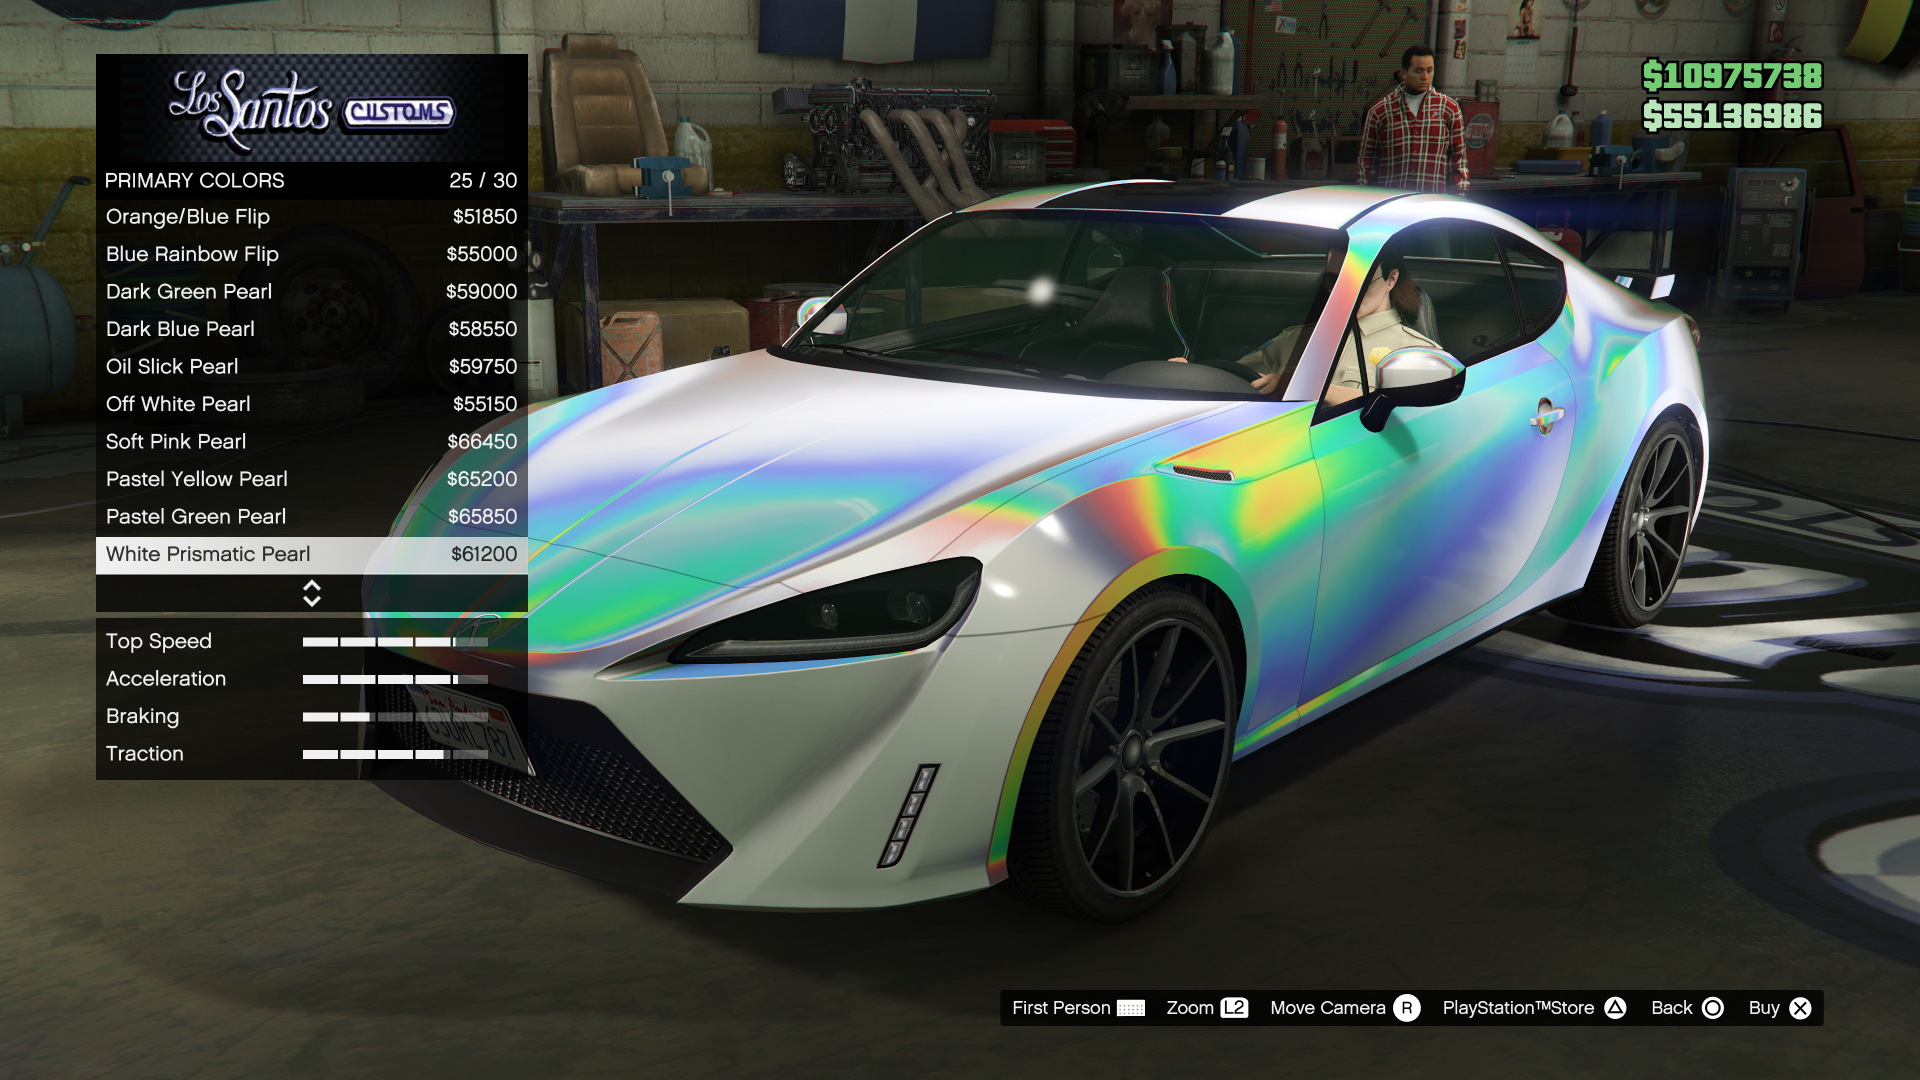 Los Santos CUSTOMS
PRIMARY COLORS 25 / 30
Orange/Blue Flip $51850
Blue Rainbow Flip $55000
Dark Green Pearl $59000
Dark Blue Pearl $58550
Oil Slick Pearl $59750
Off White Pearl $55150
Soft Pink Pearl $66450
Pastel Yellow Pearl $65200
Pastel Green Pearl $65850
White Prismatic Pearl $61200
Top Speed
Acceleration
Braking
Traction
$10975738
$55136986
First Person Zoom L2 Move Camera R PlayStation™Store Back Buy